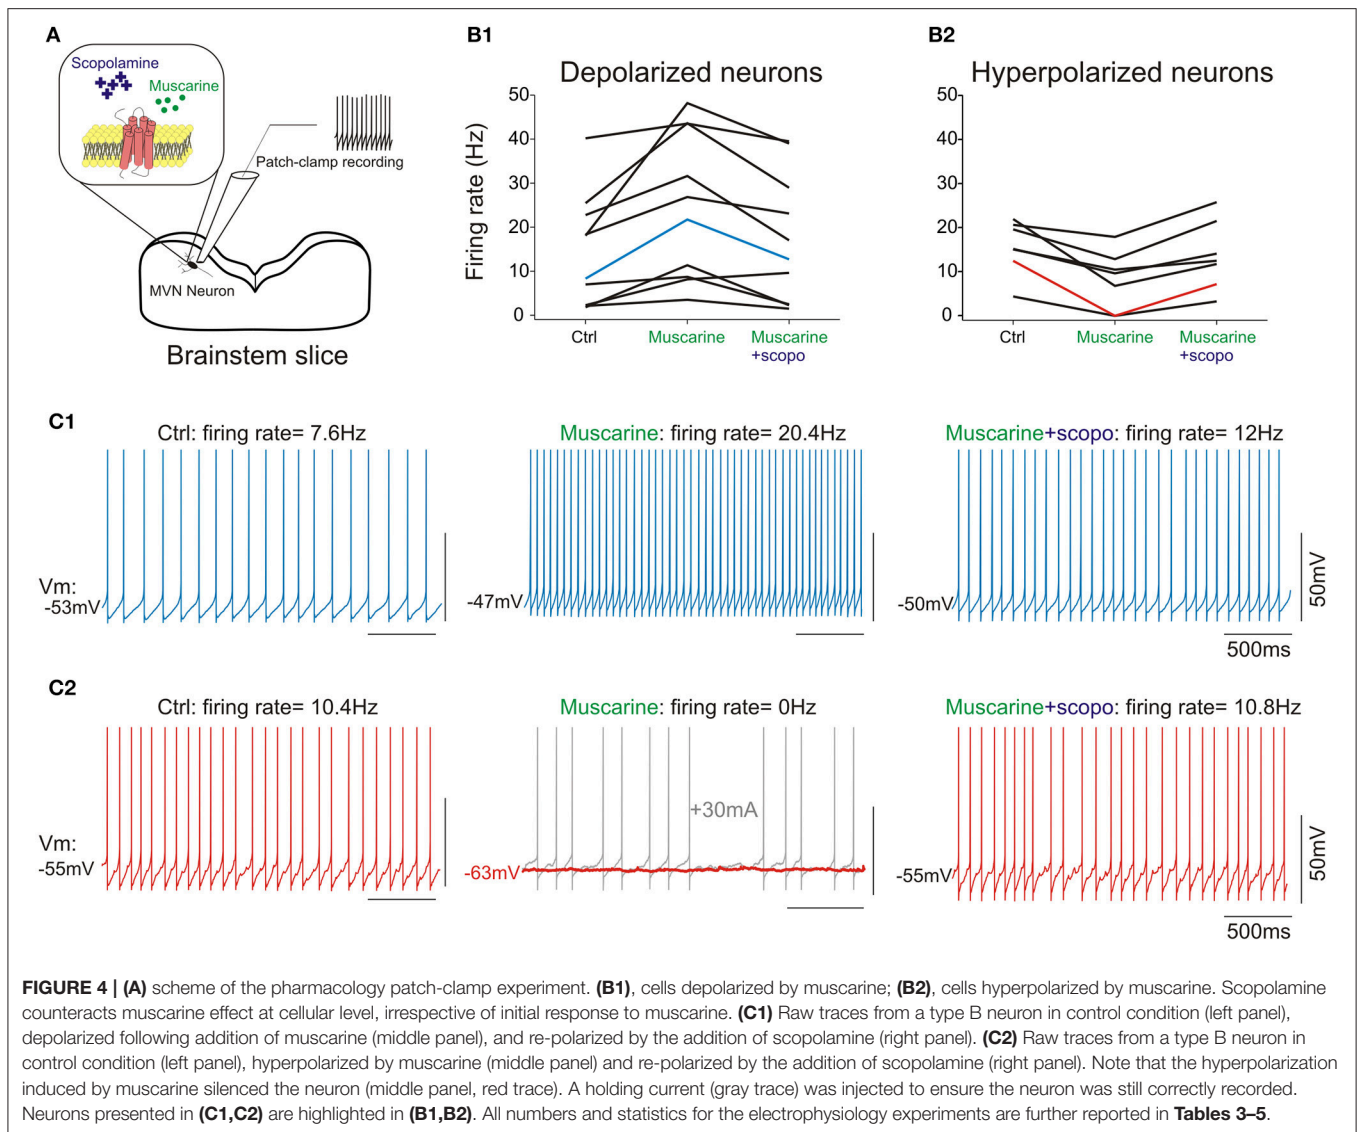 A
Scopolamine
Muscarine
Patch-clamp recording
MVN Neuron
Brainstem slice
B1
Depolarized neurons
Firing rate (Hz)
50
40
30
20
10
0
Ctrl
Muscarine
Muscarine
+scopo
B2
Hyperpolarized neurons
50
40
30
20
10
0
Ctrl
Muscarine
Muscarine
+scopo
C1
Ctrl: firing rate= 7.6Hz
Muscarine: firing rate= 20.4Hz
Muscarine+scopo: firing rate= 12Hz
Vm:
-53mV
-47mV
-50mV
50mV
500ms
C2
Ctrl: firing rate= 10.4Hz
Muscarine: firing rate= 0Hz
Muscarine+scopo: firing rate= 10.8Hz
+30mA
Vm:
-55mV
-63mV
-55mV
50mV
500ms
FIGURE 4 | (A) scheme of the pharmacology patch-clamp experiment. (B1), cells depolarized by muscarine; (B2), cells hyperpolarized by muscarine. Scopolamine
counteracts muscarine effect at cellular level, irrespective of initial response to muscarine. (C1) Raw traces from a type B neuron in control condition (left panel),
depolarized following addition of muscarine (middle panel), and re-polarized by the addition of scopolamine (right panel). (C2) Raw traces from a type B neuron in
control condition (left panel), hyperpolarized by muscarine (middle panel) and re-polarized by the addition of scopolamine (right panel). Note that the hyperpolarization
induced by muscarine silenced the neuron (middle panel, red trace). A holding current (gray trace) was injected to ensure the neuron was still correctly recorded.
Neurons presented in (C1,C2) are highlighted in (B1,B2). All numbers and statistics for the electrophysiology experiments are further reported in Tables 3–5.